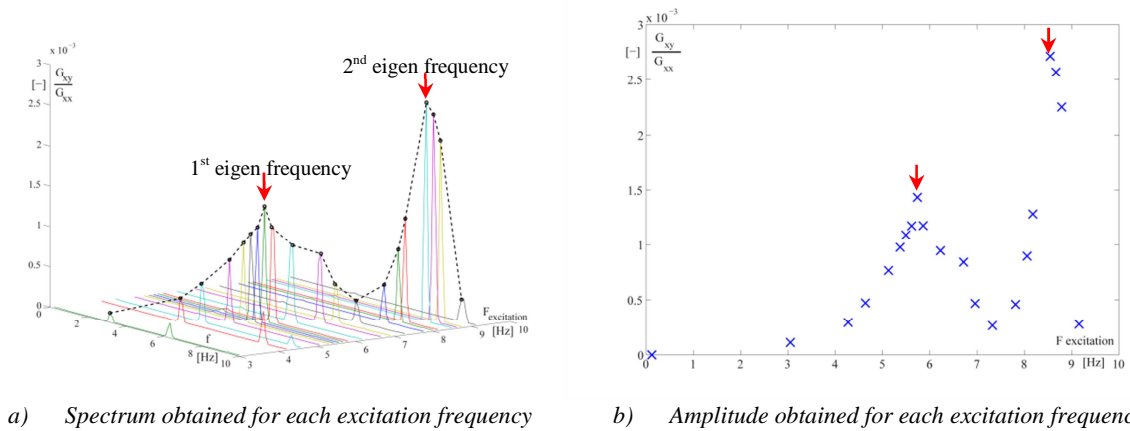 x 10⁻³
[−] Gxy
Gxx
3
2.5
2
1.5
1
0.5
0
0
2
4
6
8
10
f
[Hz]
3
4
5
6
7
8
9
10
Fexcitation
[Hz]
1st eigen frequency
2nd eigen frequency
a) Spectrum obtained for each excitation frequency
x 10⁻³
[−] Gxy
Gxx
3
2.5
2
1.5
1
0.5
0
0 1 2 3 4 5 6 7 8 9 10
F excitation
[Hz]
b) Amplitude obtained for each excitation frequenc